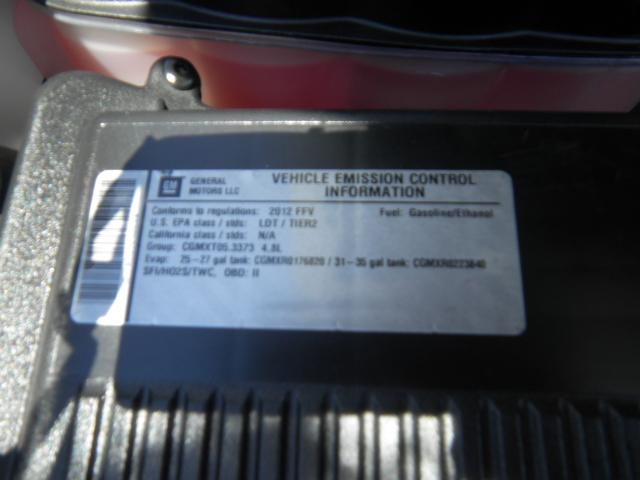 GM GENERAL MOTORS LLC
VEHICLE EMISSION CONTROL INFORMATION
Conforms to regulations: 2012 FFV Fuel: Gasoline/Ethanol
U.S. EPA class / stds: LDT / TIER2
California class / stds: N/A
Group: CGMXT05.3373 4.8L
Evap: 25-27 gal tank: CGMXR0176820 / 31-35 gal tank: CGMXR0223840
SFI/HO2S/TWC, OBD: II